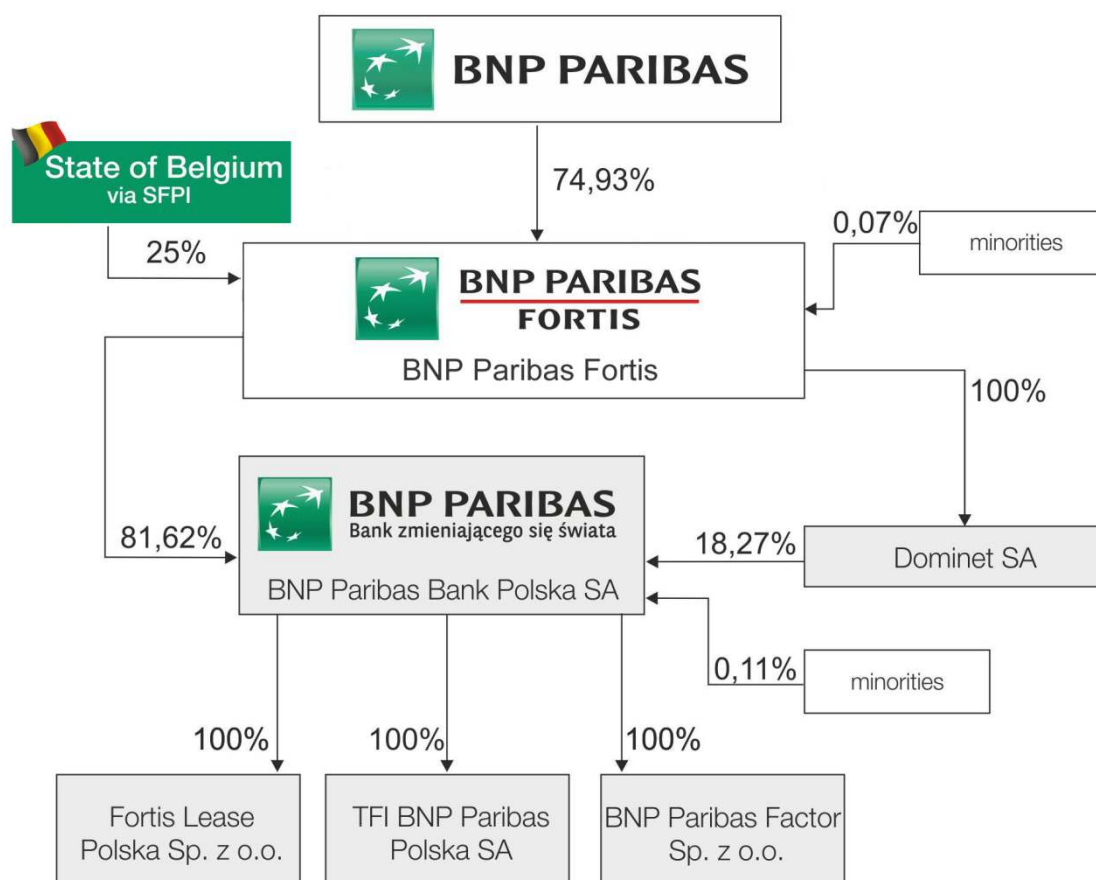 BNP PARIBAS
State of Belgium
via SFPI
74,93%
25%
0,07%
minorities
BNP PARIBAS
FORTIS
BNP Paribas Fortis
100%
BNP PARIBAS
Bank zmieniającego się świata
BNP Paribas Bank Polska SA
81,62%
18,27%
Dominet SA
0,11%
minorities
100%
100%
100%
Fortis Lease
Polska Sp. z o.o.
TFI BNP Paribas
Polska SA
BNP Paribas Factor
Sp. z o.o.